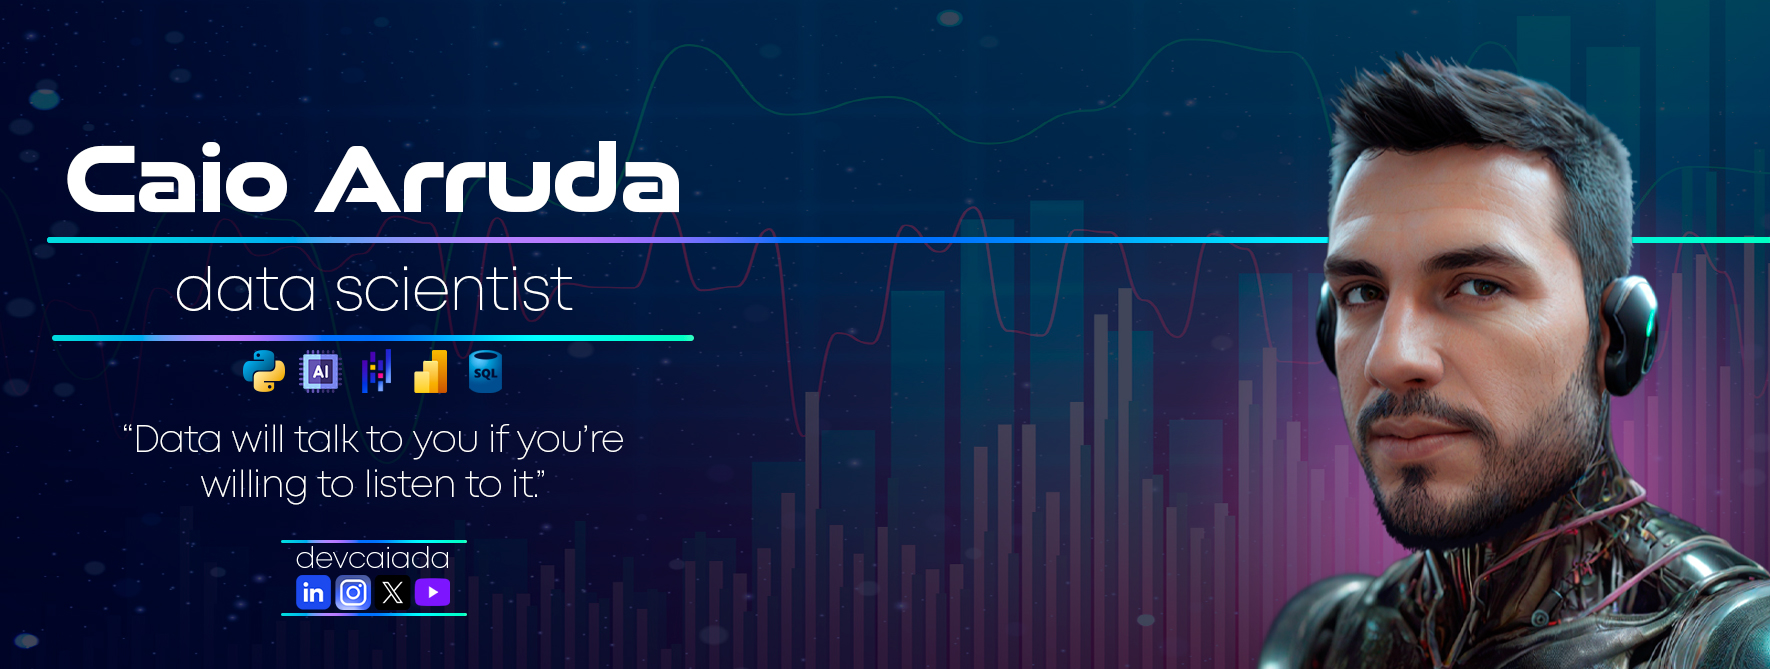 Caio Arruda
data scientist
AI
SQL
“Data will talk to you if you’re
willing to listen to it.”
devcaiada
in